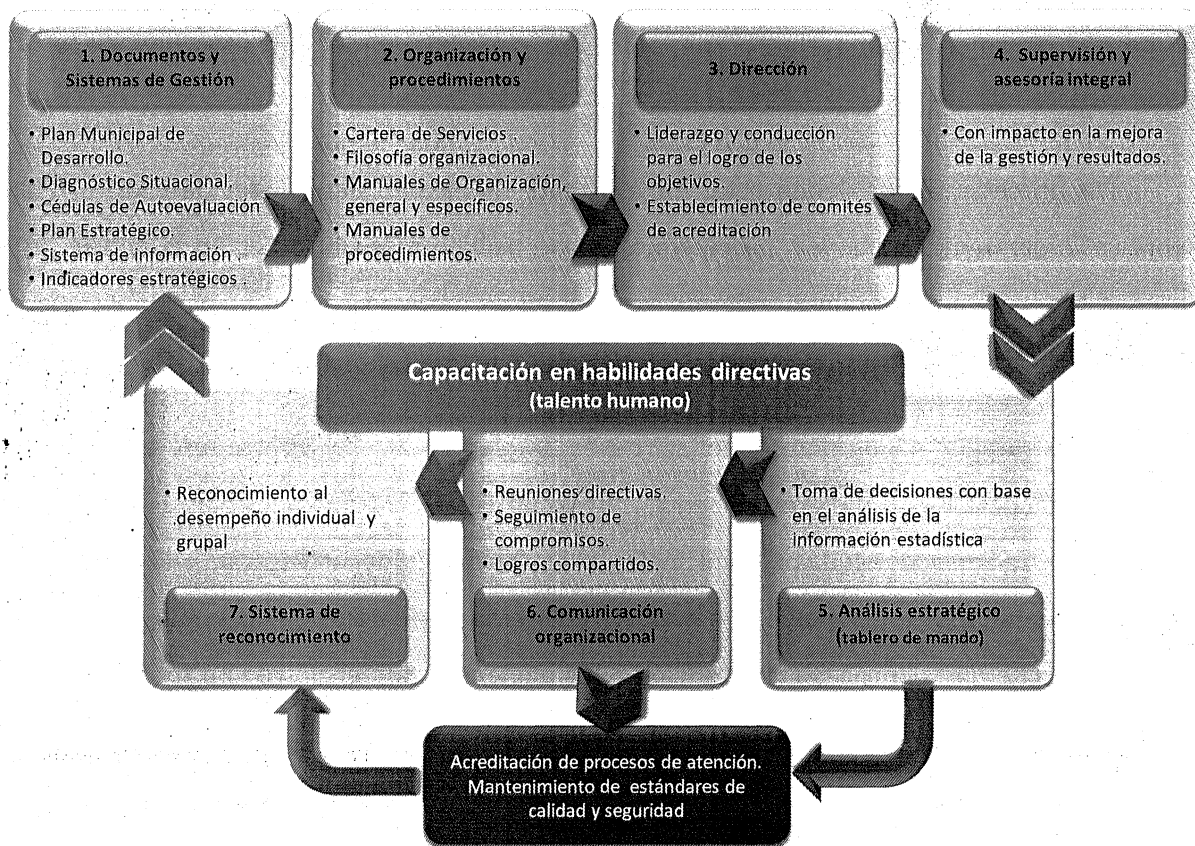 1. Documentos y
Sistemas de Gestión
• Plan Municipal de
Desarrollo.
• Diagnóstico Situacional.
• Cédulas de Autoevaluación
• Plan Estratégico.
• Sistema de información .
• Indicadores estratégicos .
2. Organización y
procedimientos
• Cartera de Servicios .
• Filosofía organizacional.
• Manuales de Organización,
general y específicos.
• Manuales de
procedimientos.
3. Dirección
• Liderazgo y conducción
para el logro de los
objetivos.
• Establecimiento de comités
de acreditación
4. Supervisión y
asesoría integral
• Con impacto en la mejora
de la gestión y resultados.
Capacitación en habilidades directivas
(talento humano)
• Toma de decisiones con base
en el análisis de la
información estadística
5. Análisis estratégico
(tablero de mando)
• Reuniones directivas.
• Seguimiento de
compromisos.
• Logros compartidos.
6. Comunicación
organizacional
• Reconocimiento al
desempeño individual y
grupal
7. Sistema de
reconocimiento
Acreditación de procesos de atención.
Mantenimiento de estándares de
calidad y seguridad